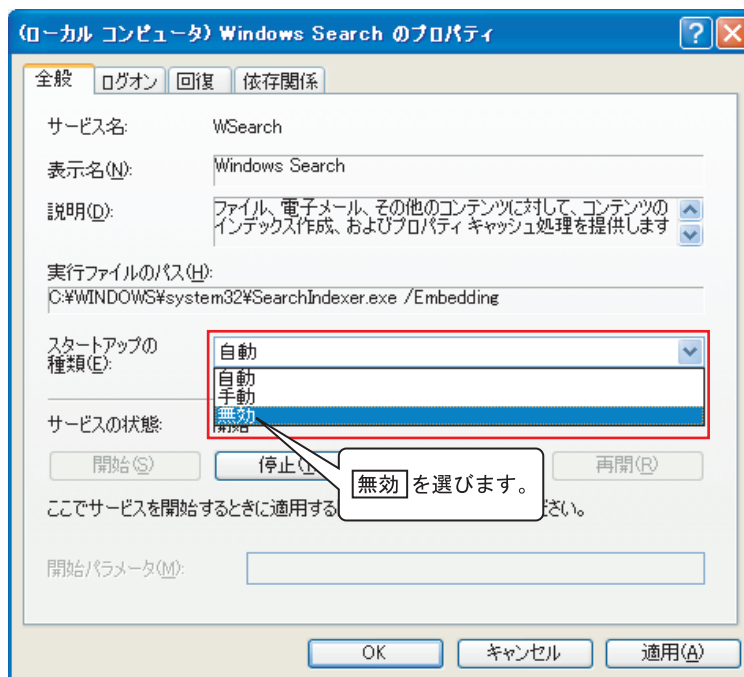 (ローカル コンピュータ) Windows Search のプロパティ
全般 ログオン 回復 依存関係
サービス名: WSearch
表示名(N): Windows Search
説明(D): ファイル、電子メール、その他のコンテンツに対して、コンテンツの
インデックス作成、およびプロパティ キャッシュ処理を提供します
実行ファイルのパス(H):
C:¥WINDOWS¥system32¥SearchIndexer.exe /Embedding
スタートアップの
種類(E):
自動
自動
手動
無効
サービスの状態: 開始
開始(S) 停止(T 再開(R)
無効 を選びます。
ここでサービスを開始するときに適用する ださい。
開始パラメータ(M):
OK キャンセル 適用(A)